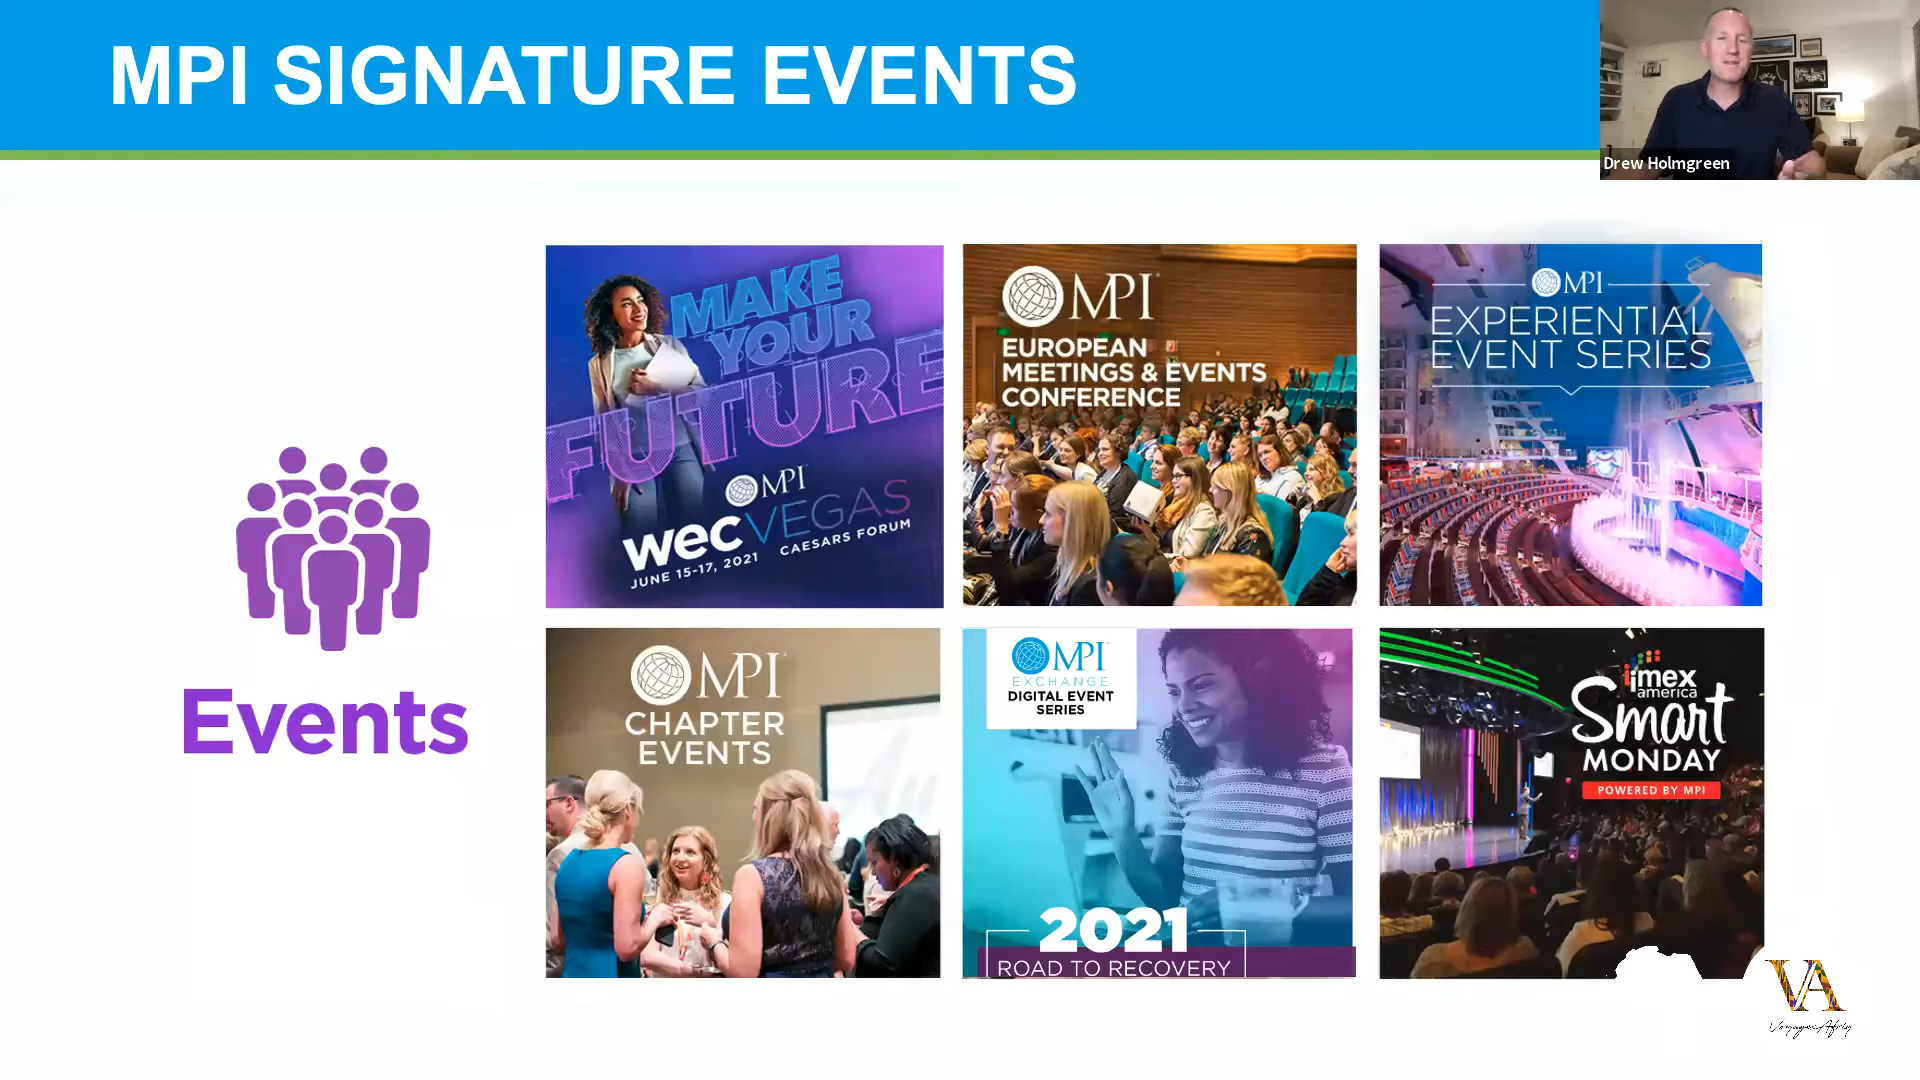 MPI SIGNATURE EVENTS
Drew Holmgreen
Events
MAKE
YOUR
FUTURE
MPI
wec VEGAS
JUNE 15-17, 2021 CAESARS FORUM
MPI
EUROPEAN
MEETINGS & EVENTS
CONFERENCE
MPI
EXPERIENTIAL
EVENT SERIES
MPI
CHAPTER
EVENTS
MPI
EXCHANGE
DIGITAL EVENT
SERIES
2021
ROAD TO RECOVERY
imex
america
Smart
MONDAY
POWERED BY MPI
VA
VoyagesAfriq